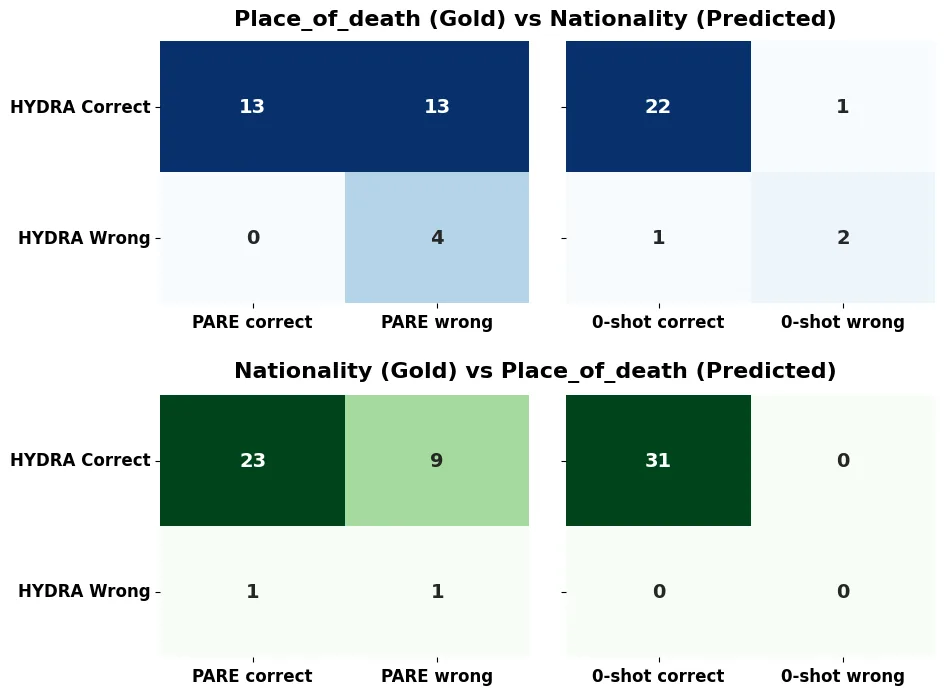 Place_of_death (Gold) vs Nationality (Predicted)
HYDRA Correct 13 13 22 1
HYDRA Wrong 0 4 1 2
PARE correct PARE wrong 0-shot correct 0-shot wrong
Nationality (Gold) vs Place_of_death (Predicted)
HYDRA Correct 23 9 31 0
HYDRA Wrong 1 1 0 0
PARE correct PARE wrong 0-shot correct 0-shot wrong